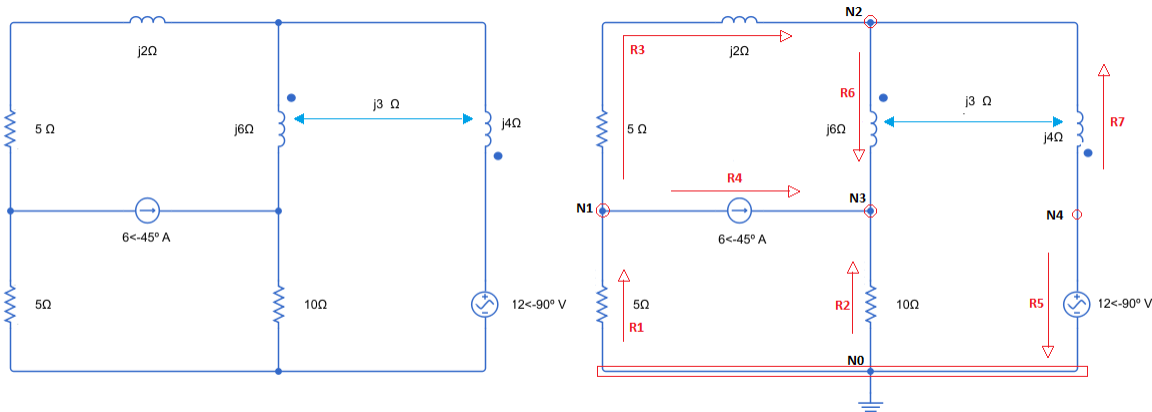 j2Ω
5 Ω
j6Ω
j3 Ω
j4Ω
6<-45º A
5Ω
10Ω
12<-90º V
N2
R3
j2Ω
R6
j3 Ω
R7
5 Ω
j6Ω
j4Ω
R4
N1
N3
N4
6<-45º A
5Ω
R1
R2
10Ω
R5
12<-90º V
N0